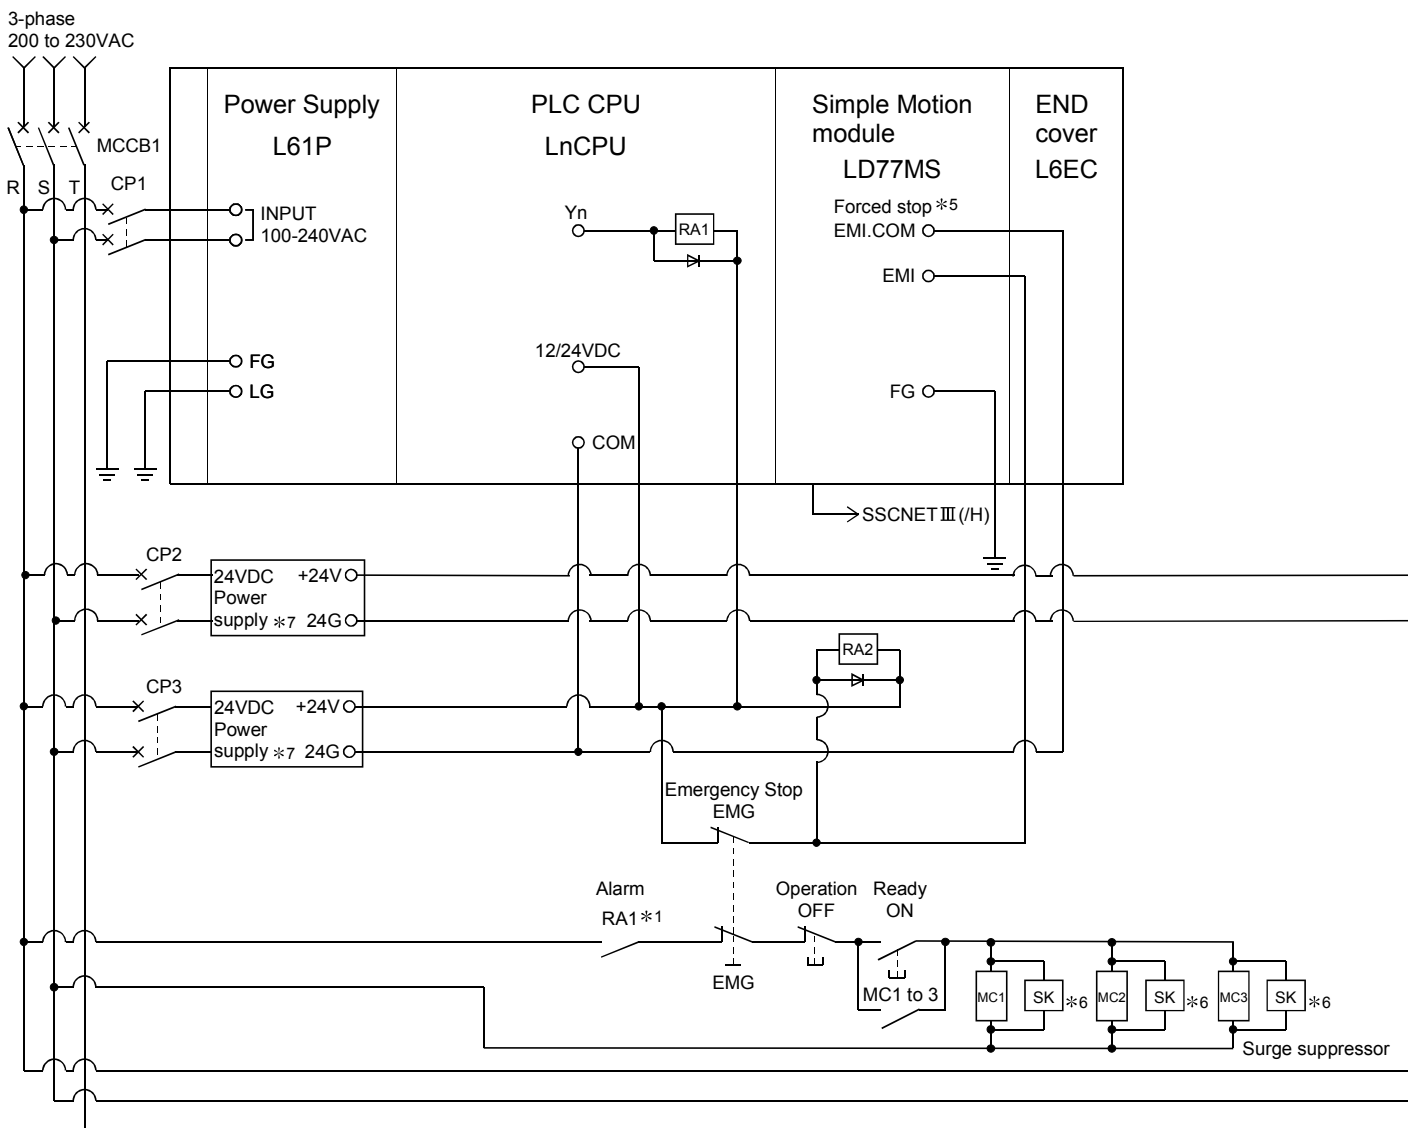 3-phase
200 to 230VAC
MCCB1
R S T
CP1
Power Supply
L61P
INPUT
100-240VAC
FG
LG
PLC CPU
LnCPU
Yn
RA1
12/24VDC
COM
Simple Motion
module
LD77MS
Forced stop *5
EMI.COM
EMI
FG
END
cover
L6EC
SSCNETⅢ(/H)
CP2
24VDC +24V
Power
supply *7 24G
RA2
CP3
24VDC +24V
Power
supply *7 24G
Emergency Stop
EMG
Alarm
RA1*1
EMG
Operation
OFF
Ready
ON
MC1 to 3
MC1 SK *6 MC2 SK *6 MC3 SK *6
Surge suppressor